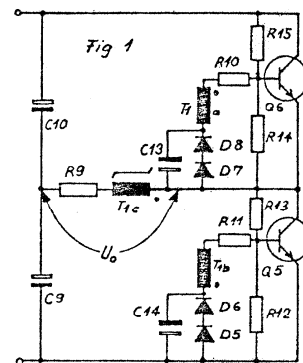 Fig 1
R15
R10
Q6
T1
C10
C13
D8
R14
D7
R9
T1c
R13
R11
U₀
T1b
Q5
C9
C14
D6
R12
D5